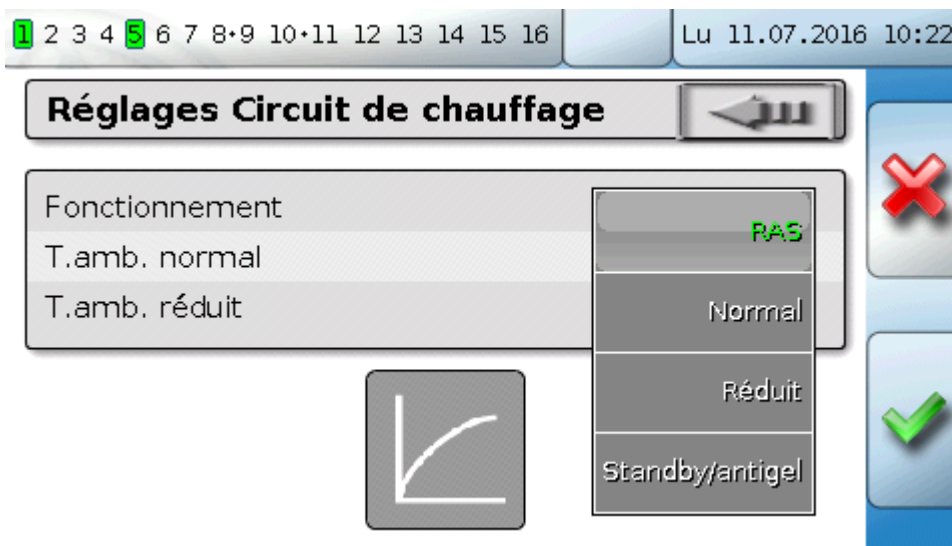 1 2 3 4 5 6 7 8•9 10•11 12 13 14 15 16
Lu 11.07.2016 10:22
Réglages Circuit de chauffage
Fonctionnement
T.amb. normal
T.amb. réduit
RAS
Normal
Réduit
Standby/antigel